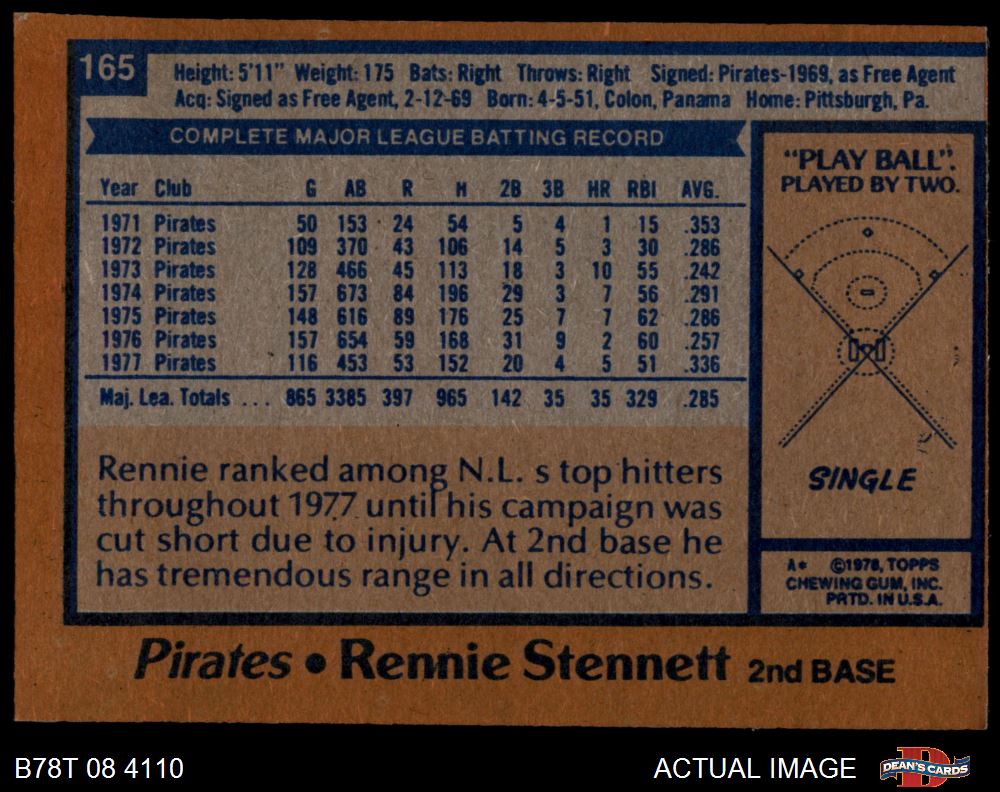 165
Height: 5'11" Weight: 175 Bats: Right Throws: Right Signed: Pirates-1969, as Free Agent
Acq: Signed as Free Agent, 2-12-69 Born: 4-5-51, Colon, Panama Home: Pittsburgh, Pa.
COMPLETE MAJOR LEAGUE BATTING RECORD
Year Club G AB R H 2B 3B HR RBI AVG.
1971 Pirates 50 153 24 54 5 4 1 15 .353
1972 Pirates 109 370 43 106 14 5 3 30 .286
1973 Pirates 128 466 45 113 18 3 10 55 .242
1974 Pirates 157 673 84 196 29 3 7 56 .291
1975 Pirates 148 616 89 176 25 7 7 62 .286
1976 Pirates 157 654 59 168 31 9 2 60 .257
1977 Pirates 116 453 53 152 20 4 5 51 .336
Maj. Lea. Totals ... 865 3385 397 965 142 35 35 329 .285
Rennie ranked among N.L. s top hitters
throughout 1977 until his campaign was
cut short due to injury. At 2nd base he
has tremendous range in all directions.
"PLAY BALL".
PLAYED BY TWO.
SINGLE
A* ©1978, TOPPS
CHEWING GUM, INC.
PRTD. IN U.S.A.
Pirates • Rennie Stennett 2nd BASE
B78T 08 4110
ACTUAL IMAGE
D
DEAN'S CARDS